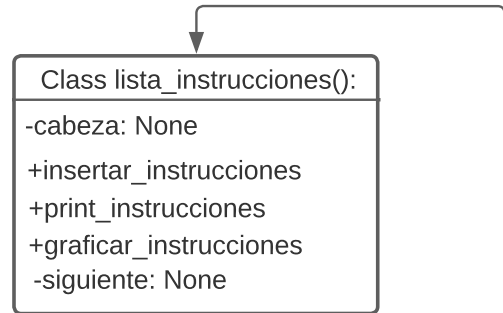 Class lista_instrucciones():
-cabeza: None
+insertar_instrucciones
+print_instrucciones
+graficar_instrucciones
-siguiente: None